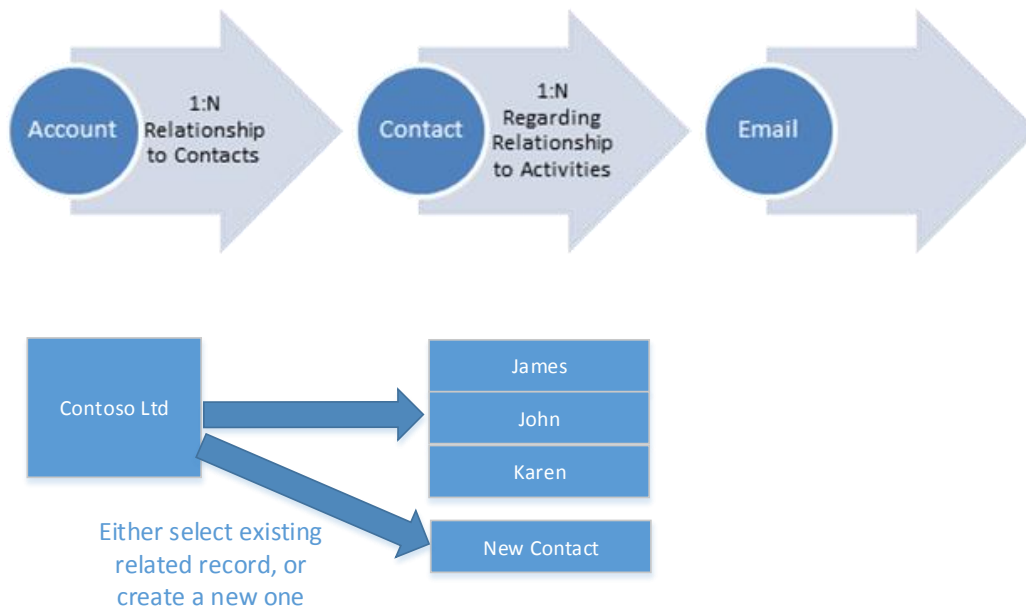 Account
1:N
Relationship
to Contacts
Contact
1:N
Regarding
Relationship
to Activities
Email
Contoso Ltd
James
John
Karen
New Contact
Either select existing
related record, or
create a new one